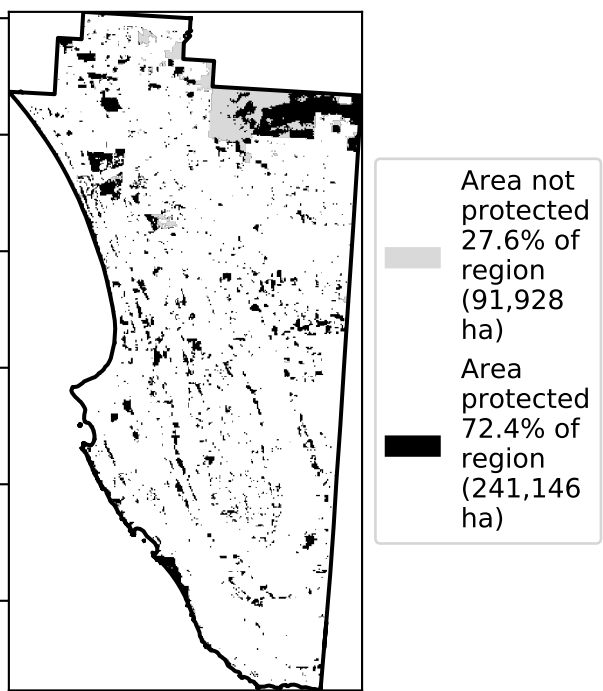 Area not
protected
27.6% of
region
(91,928
ha)
Area
protected
72.4% of
region
(241,146
ha)